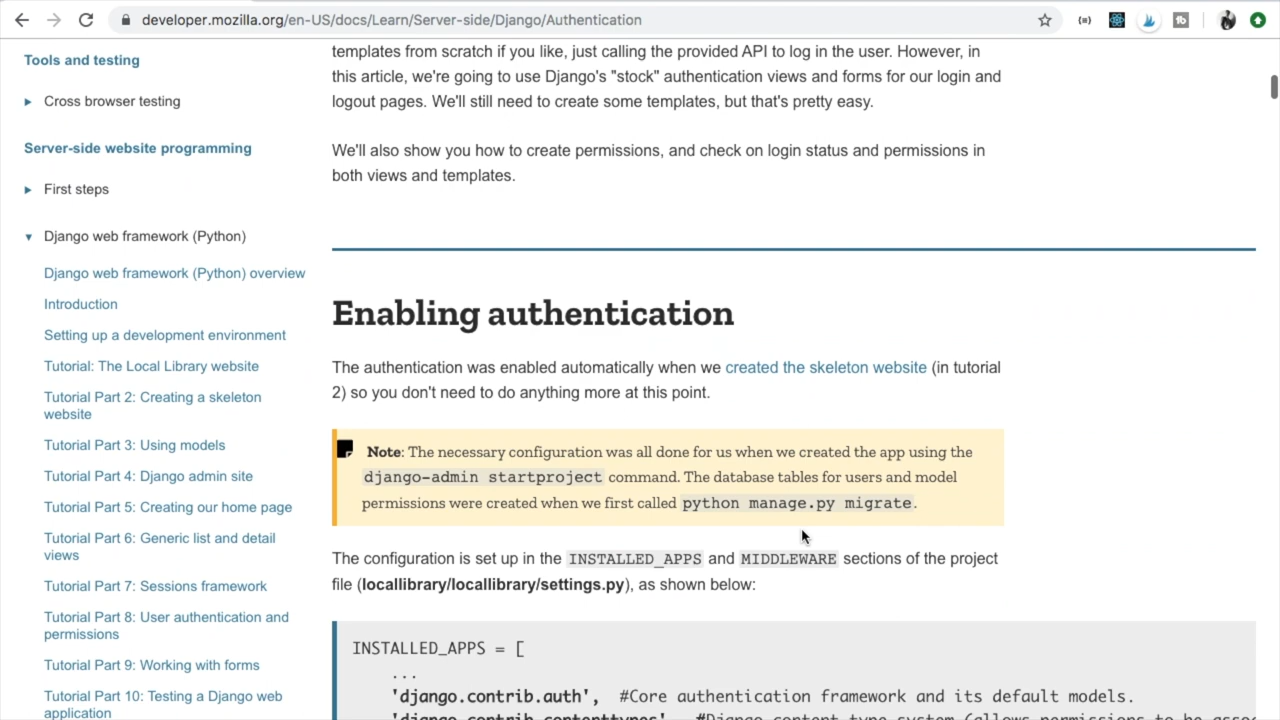 developer.mozilla.org/en-US/docs/Learn/Server-side/Django/Authentication
Tools and testing
Cross browser testing
Server-side website programming
First steps
Django web framework (Python)
Django web framework (Python) overview
Introduction
Setting up a development environment
Tutorial: The Local Library website
Tutorial Part 2: Creating a skeleton
website
Tutorial Part 3: Using models
Tutorial Part 4: Django admin site
Tutorial Part 5: Creating our home page
Tutorial Part 6: Generic list and detail
views
Tutorial Part 7: Sessions framework
Tutorial Part 8: User authentication and
permissions
Tutorial Part 9: Working with forms
Tutorial Part 10: Testing a Django web
application
templates from scratch if you like, just calling the provided API to log in the user. However, in
this article, we're going to use Django's "stock" authentication views and forms for our login and
logout pages. We'll still need to create some templates, but that's pretty easy.
We'll also show you how to create permissions, and check on login status and permissions in
both views and templates.
Enabling authentication
The authentication was enabled automatically when we created the skeleton website (in tutorial
2) so you don't need to do anything more at this point.
Note: The necessary configuration was all done for us when we created the app using the
django-admin startproject command. The database tables for users and model
permissions were created when we first called python manage.py migrate.
The configuration is set up in the INSTALLED_APPS and MIDDLEWARE sections of the project
file (locallibrary/locallibrary/settings.py), as shown below:
INSTALLED_APPS = [
...
'django.contrib.auth', #Core authentication framework and its default models.
'django.contrib.contenttypes', #Django content type system (allows permissions to be